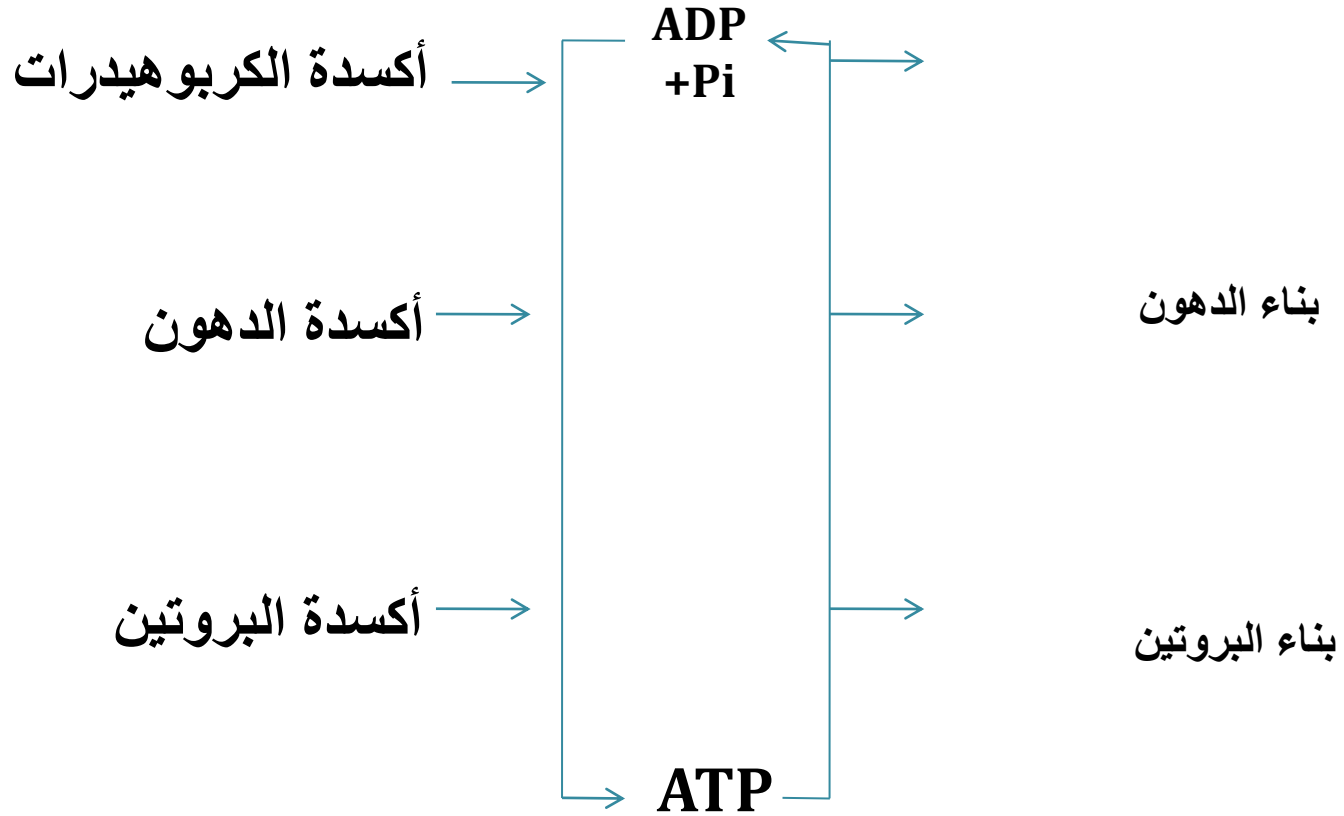 ADP
+Pi
أكسدة الكربوهيدرات
أكسدة الدهون
بناء الدهون
أكسدة البروتين
بناء البروتين
ATP